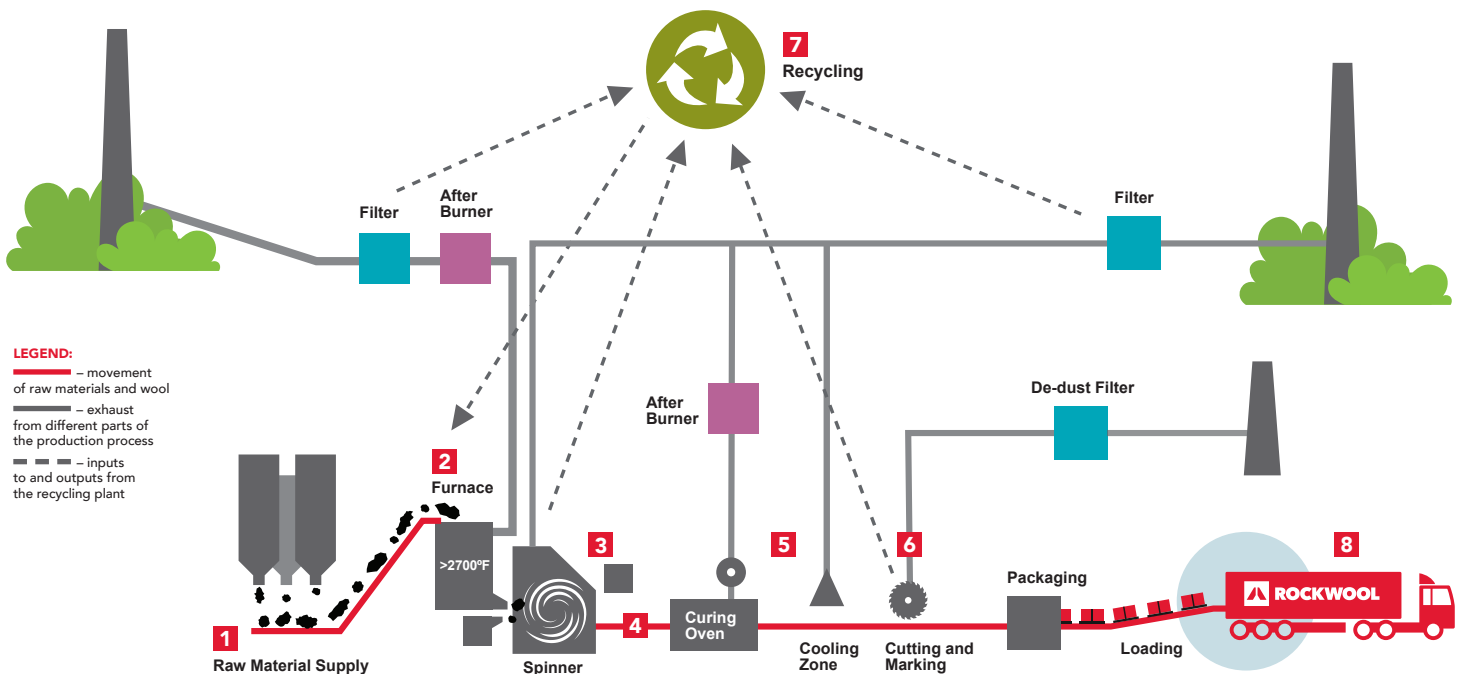 7
Recycling
Filter
After
Burner
Filter
LEGEND:
– movement
of raw materials and wool
– exhaust
from different parts of
the production process
– inputs
to and outputs from
the recycling plant
After
Burner
De-dust Filter
2
Furnace
>2700ºF
3
5
6
8
Packaging
ROCKWOOL
1
4
Curing
Oven
Raw Material Supply
Spinner
Cooling
Zone
Cutting and
Marking
Loading